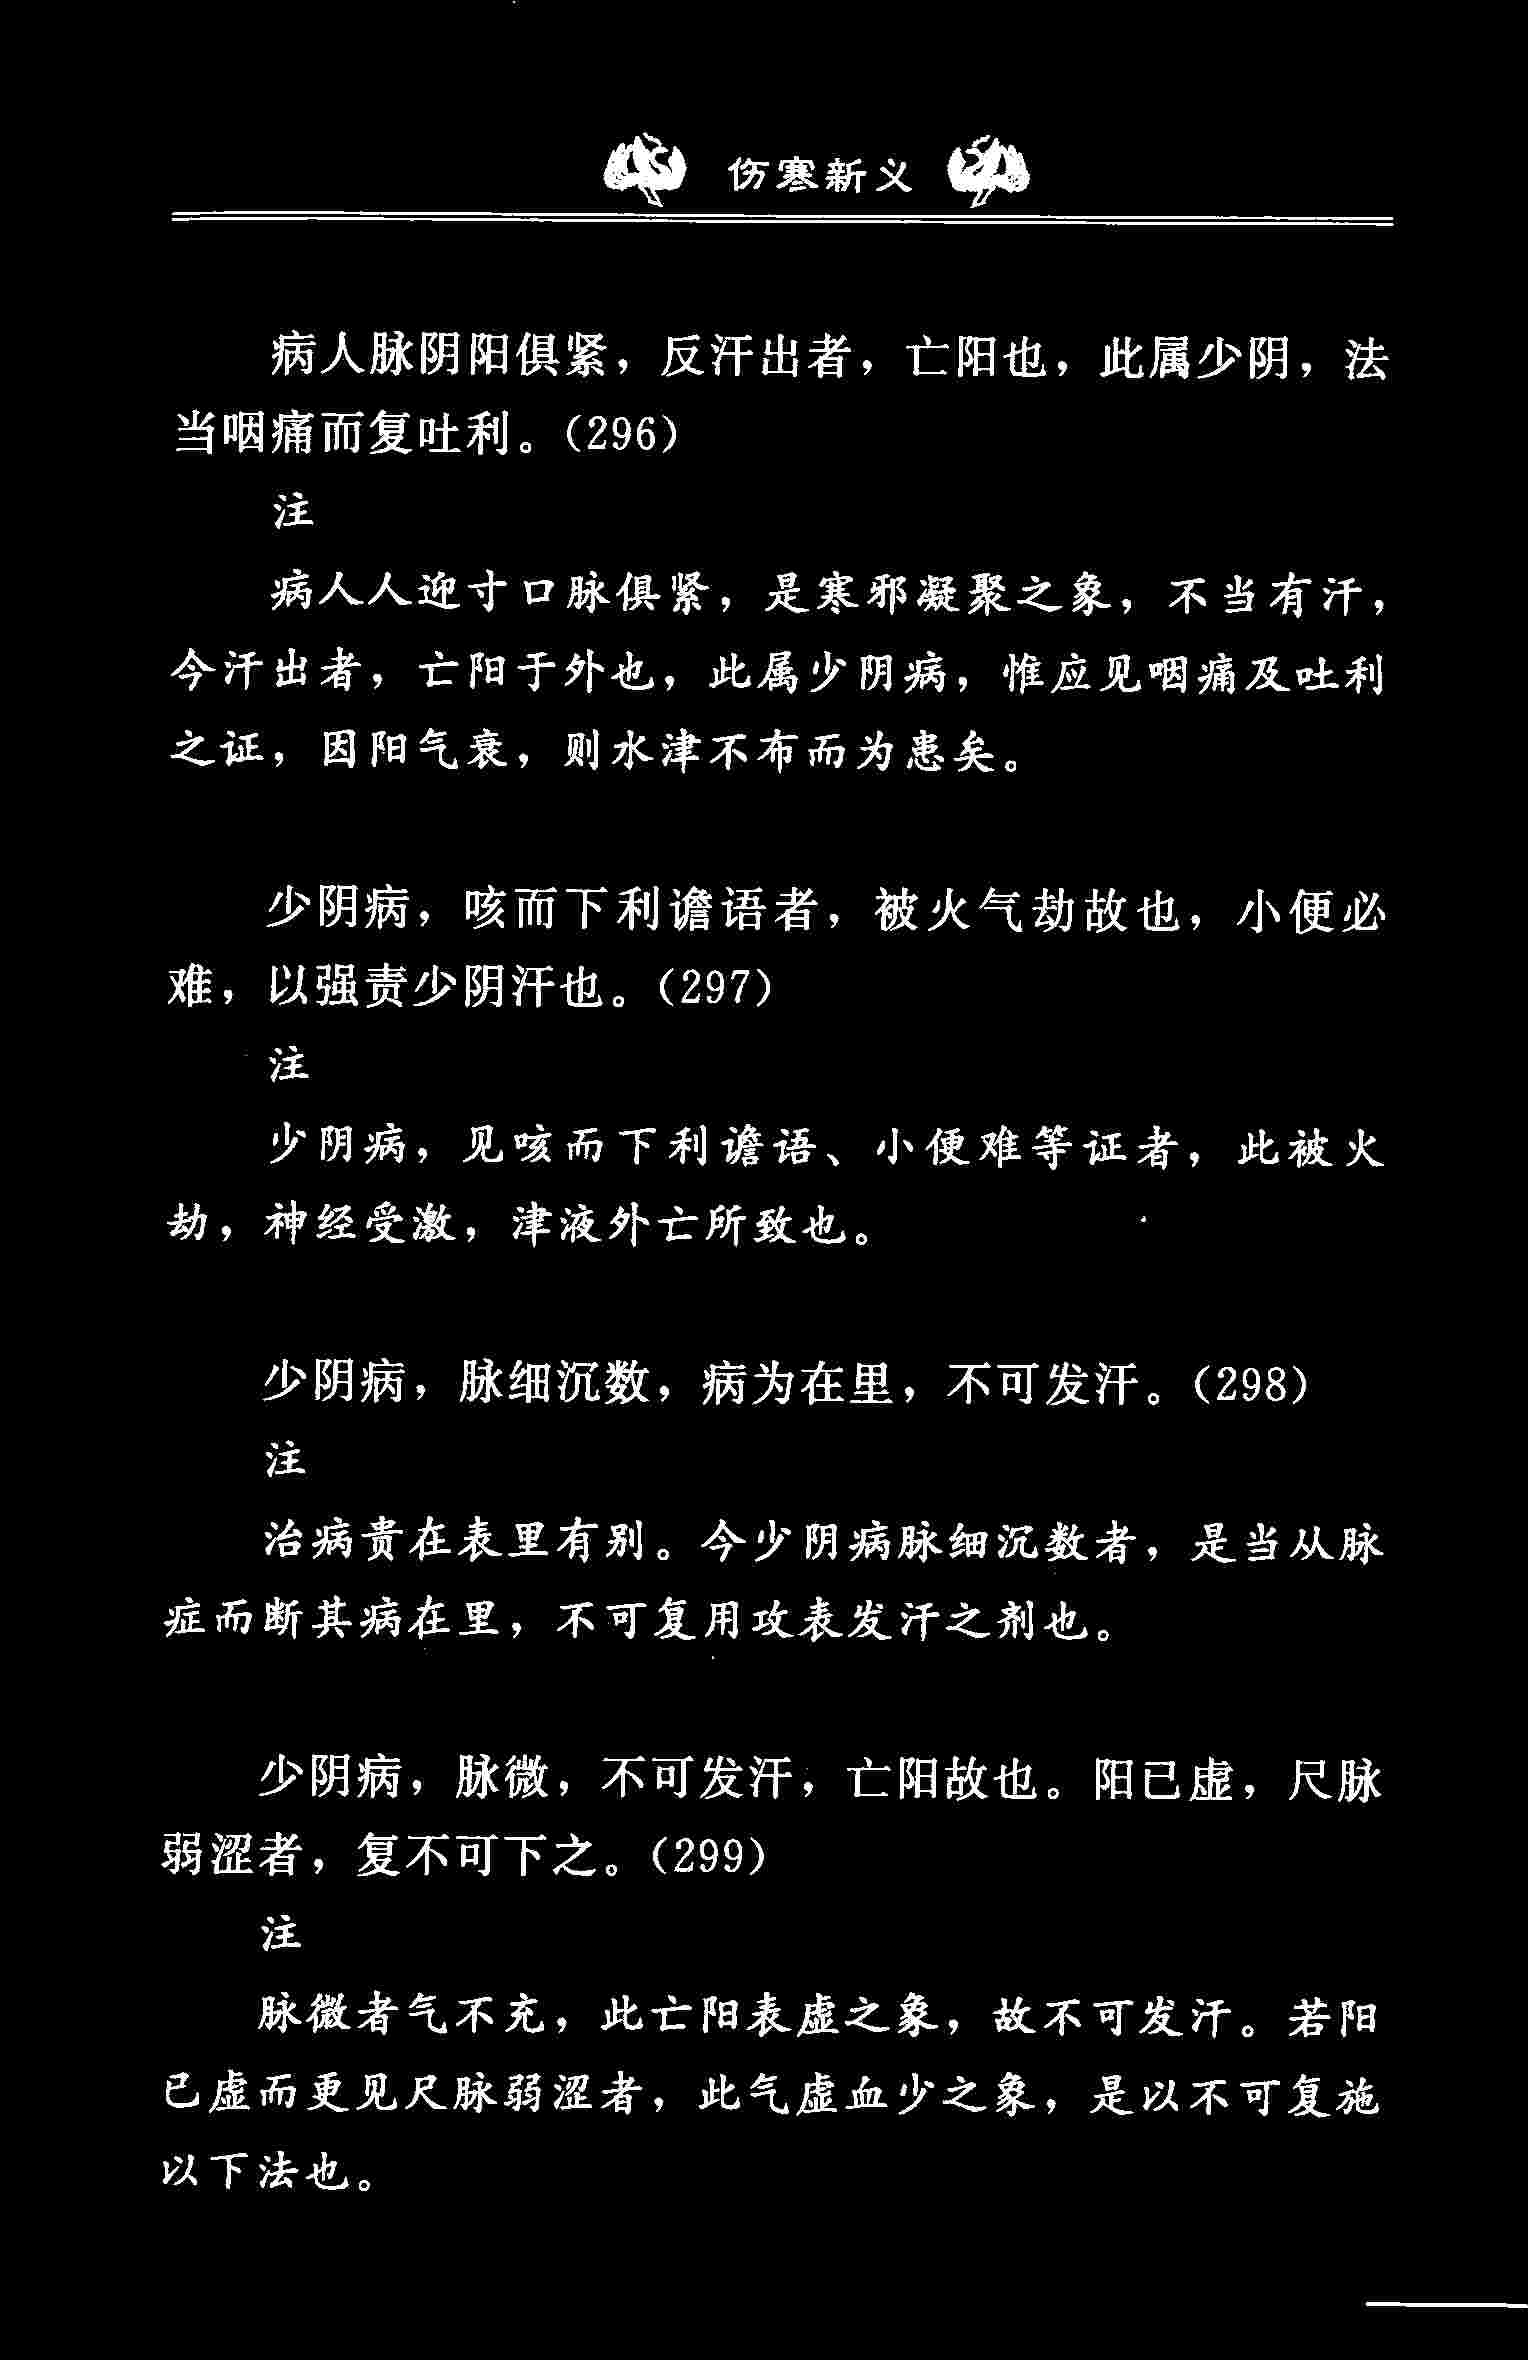 伤寒新义
病人脉阴阳俱紧，反汗出者，亡阳也，此属少阴，法
当咽痛而复吐利。（296）
注
病人人迎寸口脉俱紧，是寒邪凝聚之象，不当有汗，
今汗出者，亡阳于外也，此属少阴病，惟应见咽痛及吐利
之证，因阳气衰，则水津不布而为患矣。
少阴病，咳而下利谵语者，被火气劫故也，小便必
难，以强责少阴汗也。（297）
注
少阴病，见咳而下利谵语、小便难等证者，此被火
劫，神经受激，津液外亡所致也。
少阴病，脉细沉数，病为在里，不可发汗。（298）
注
治病贵在表里有别。今少阴病脉细沉数者，是当从脉
症而断其病在里，不可复用攻表发汗之剂也。
少阴病，脉微，不可发汗，亡阳故也。阳已虚，尺脉
弱涩者，复不可下之。（299）
注
脉微者气不充，此亡阳表虚之象，故不可发汗。若阳
已虚而更见尺脉弱涩者，此气虚血少之象，是以不可复施
以下法也。